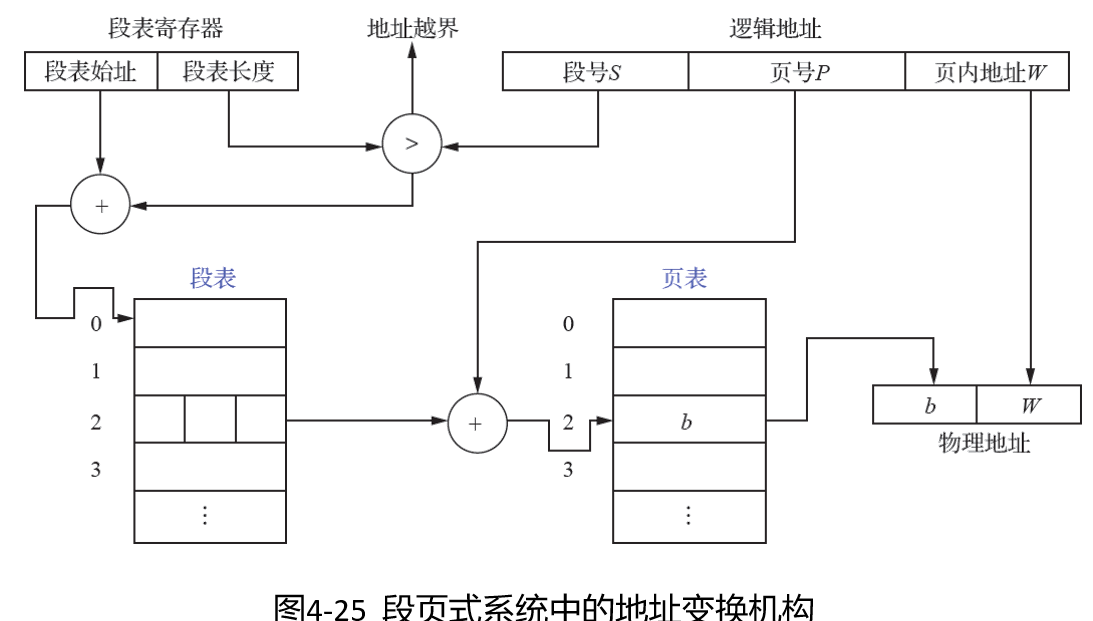 段表寄存器
地址越界
逻辑地址
段表始址 段表长度
段号S 页号P 页内地址W
>
+
段表
页表
0
1
2
3
⋮
+
0
1
2 b
3
⋮
b W
物理地址
图4-25 段页式系统中的地址变换机构